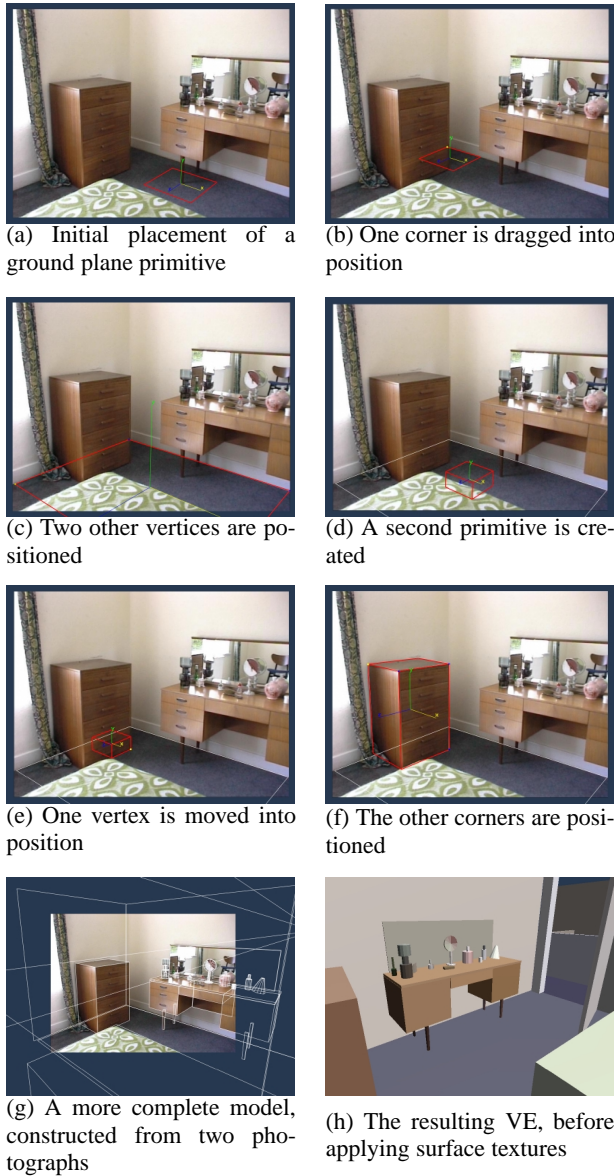 (a) Initial placement of a
ground plane primitive
(b) One corner is dragged into
position
(c) Two other vertices are po-
sitioned
(d) A second primitive is cre-
ated
(e) One vertex is moved into
position
(f) The other corners are posi-
tioned
(g) A more complete model,
constructed from two pho-
tographs
(h) The resulting VE, before
applying surface textures